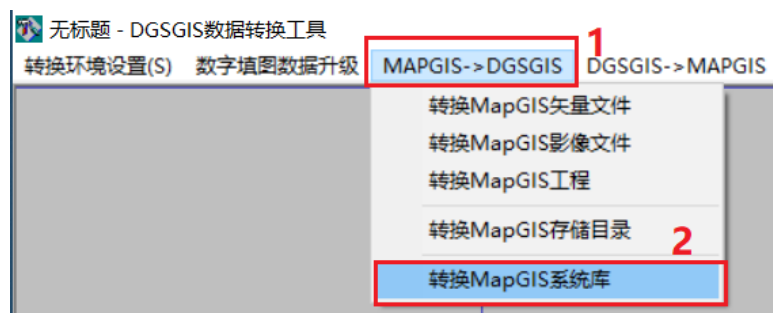 无标题 - DGSGIS数据转换工具
1
转换环境设置(S) 数字填图数据升级 MAPGIS->DGSGIS DGSGIS->MAPGIS
转换MapGIS矢量文件
转换MapGIS影像文件
转换MapGIS工程
转换MapGIS存储目录
2
转换MapGIS系统库